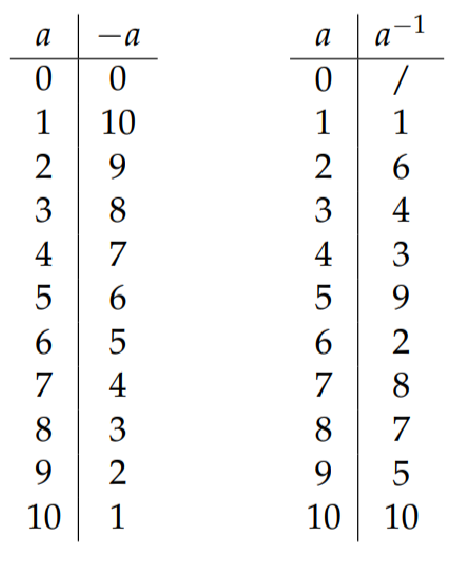 a −a a a⁻¹
0 0 0 /
1 10 1 1
2 9 2 6
3 8 3 4
4 7 4 3
5 6 5 9
6 5 6 2
7 4 7 8
8 3 8 7
9 2 9 5
10 1 10 10